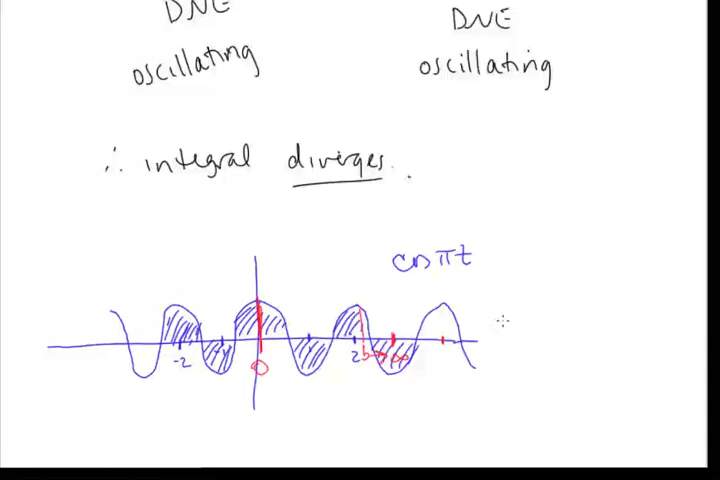 DNE DNE
oscillating oscillating
∴ integral diverges.
cos πt
-2 0 2 b→∞